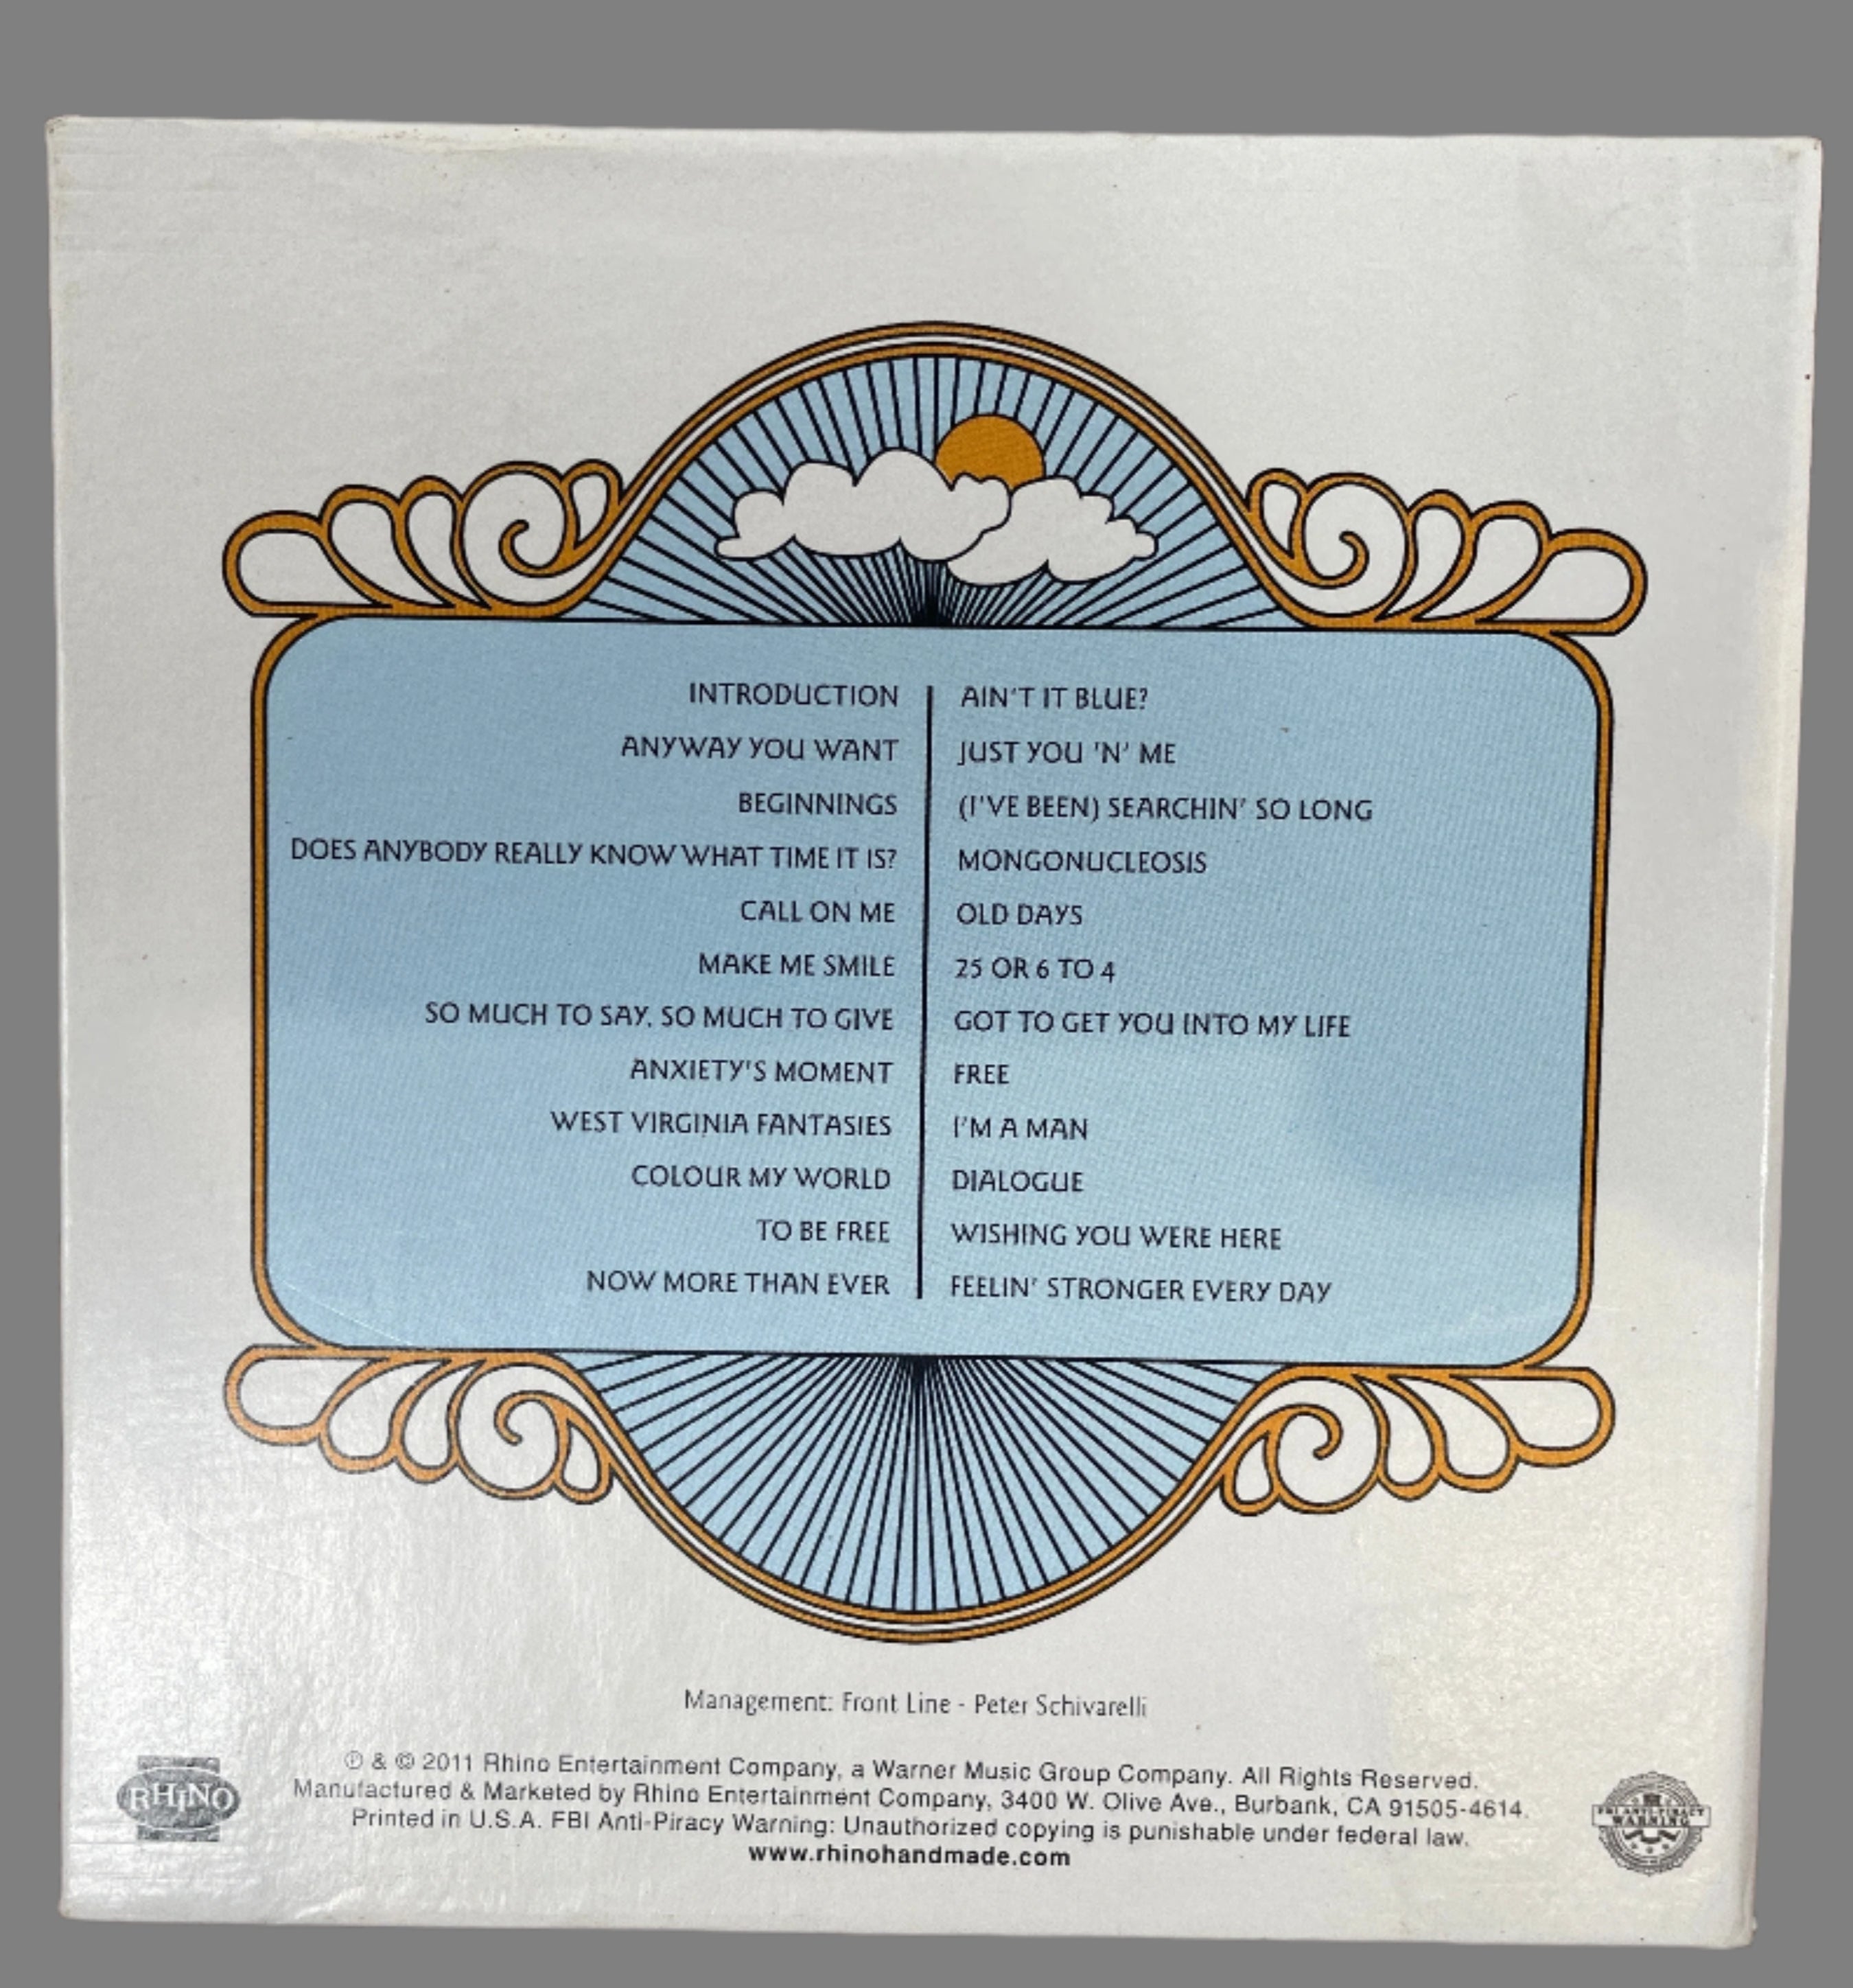 INTRODUCTION
ANYWAY YOU WANT
BEGINNINGS
DOES ANYBODY REALLY KNOW WHAT TIME IT IS?
CALL ON ME
MAKE ME SMILE
SO MUCH TO SAY, SO MUCH TO GIVE
ANXIETY'S MOMENT
WEST VIRGINIA FANTASIES
COLOUR MY WORLD
TO BE FREE
NOW MORE THAN EVER
AIN'T IT BLUE?
JUST YOU 'N' ME
(I'VE BEEN) SEARCHIN' SO LONG
MONGONUCLEOSIS
OLD DAYS
25 OR 6 TO 4
GOT TO GET YOU INTO MY LIFE
FREE
I'M A MAN
DIALOGUE
WISHING YOU WERE HERE
FEELIN' STRONGER EVERY DAY
Management: Front Line - Peter Schivarelli
RHINO
℗ & © 2011 Rhino Entertainment Company, a Warner Music Group Company. All Rights Reserved.
Manufactured & Marketed by Rhino Entertainment Company, 3400 W. Olive Ave., Burbank, CA 91505-4614.
Printed in U.S.A. FBI Anti-Piracy Warning: Unauthorized copying is punishable under federal law.
www.rhinohandmade.com
FBI ANTI-PIRACY
WARNING